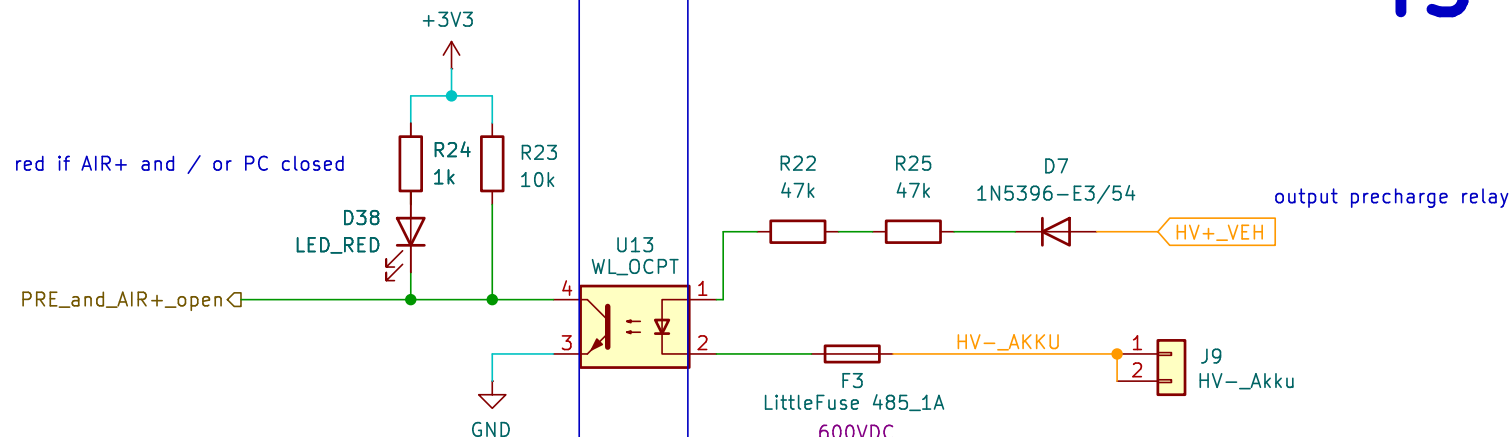 +3V3
red if AIR+ and / or PC closed
R24
1k
R23
10k
R22
47k
R25
47k
D7
1N5396-E3/54
output precharge relay
HV+_VEH
D38
LED_RED
U13
WL_OCPT
PRE_and_AIR+_open
4
1
3
2
HV-_AKKU
1
2
J9
HV-_Akku
F3
LittleFuse 485_1A
600VDC
GND